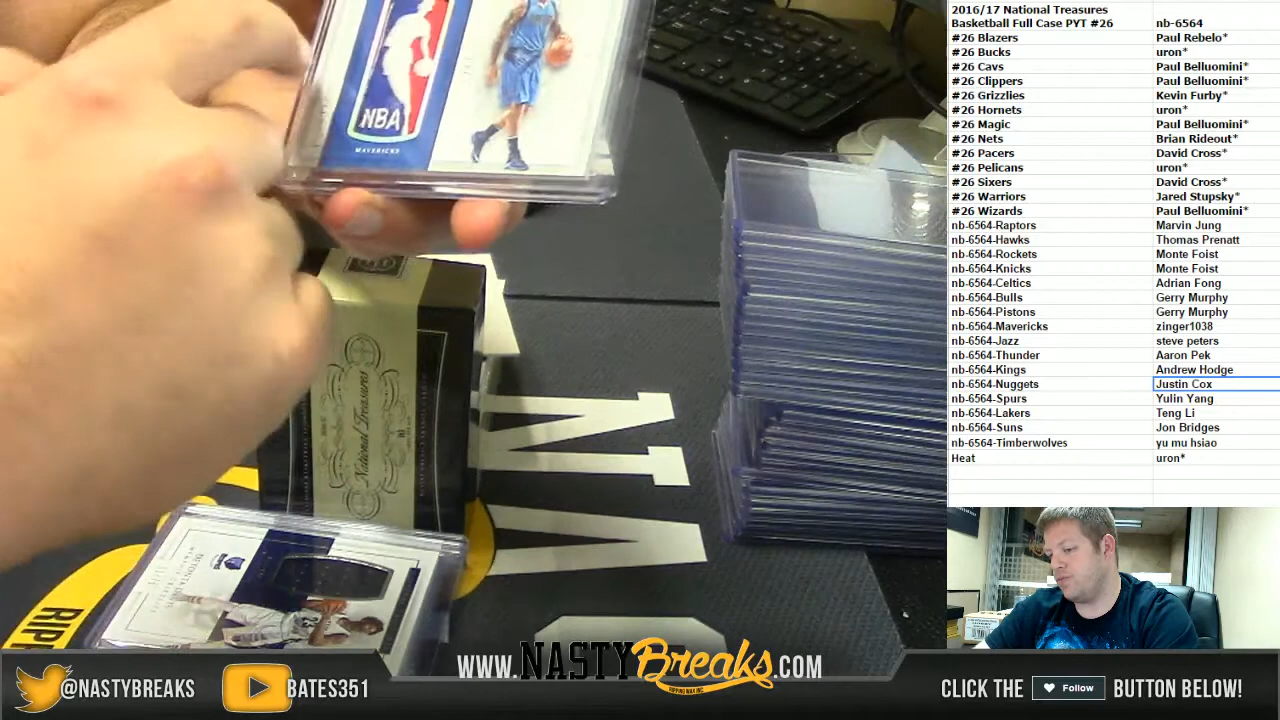 2016/17 National Treasures
Basketball Full Case PYT #26 nb-6564
#26 Blazers Paul Rebelo*
#26 Bucks uron*
#26 Cavs Paul Belluomini*
#26 Clippers Paul Belluomini*
#26 Grizzlies Kevin Furby*
#26 Hornets uron*
#26 Magic Paul Belluomini*
#26 Nets Brian Rideout*
#26 Pacers David Cross*
#26 Pelicans uron*
#26 Sixers David Cross*
#26 Warriors Jared Stupsky*
#26 Wizards Paul Belluomini*
nb-6564-Raptors Marvin Jung
nb-6564-Hawks Thomas Prenatt
nb-6564-Rockets Monte Foist
nb-6564-Knicks Monte Foist
nb-6564-Celtics Adrian Fong
nb-6564-Bulls Gerry Murphy
nb-6564-Pistons Gerry Murphy
nb-6564-Mavericks zinger1038
nb-6564-Jazz steve peters
nb-6564-Thunder Aaron Pek
nb-6564-Kings Andrew Hodge
nb-6564-Nuggets Justin Cox
nb-6564-Spurs Yulin Yang
nb-6564-Lakers Teng Li
nb-6564-Suns Jon Bridges
nb-6564-Timberwolves yu mu hsiao
Heat uron*
NBA
MAVERICKS
National Treasures
NA
RIP
@NASTYBREAKS
BATES351
WWW.NASTYBreaks.COM
RIPPING WAX INC
CLICK THE Follow BUTTON BELOW!